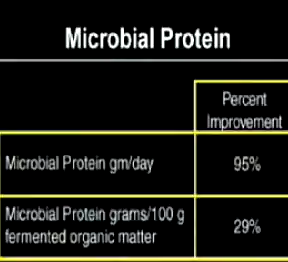 Microbial Protein
Percent
Improvement
Microbial Protein gm/day
95%
Microbial Protein grams/100 g
fermented organic matter
29%